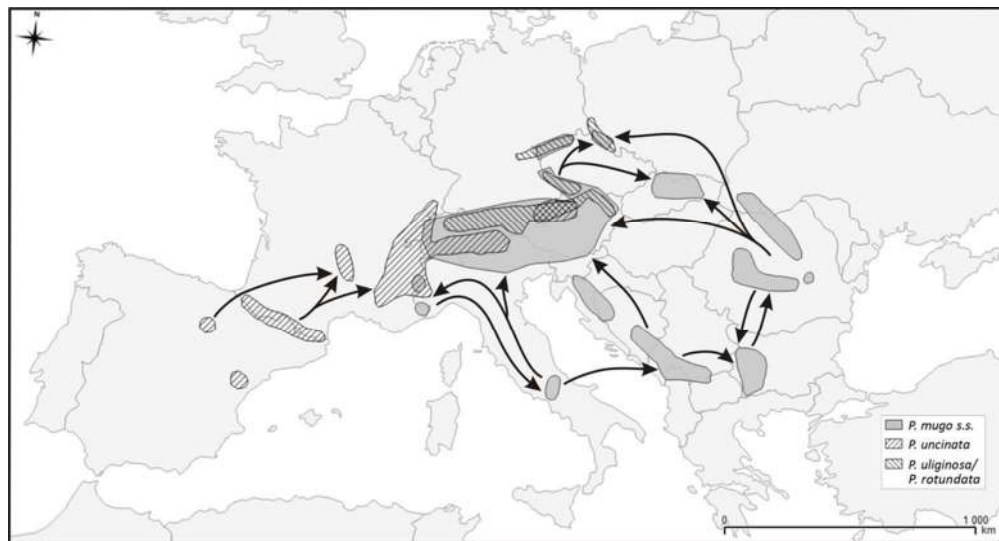 N
P. mugo s.s.
P. uncinata
P. uliginosa/
P. rotundata
0 1 000
km